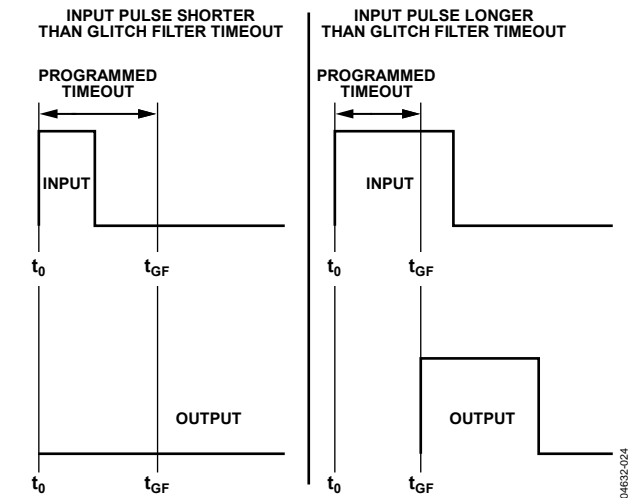 INPUT PULSE SHORTER
THAN GLITCH FILTER TIMEOUT
PROGRAMMED
TIMEOUT
INPUT
t0
tGF
OUTPUT
t0
tGF
INPUT PULSE LONGER
THAN GLITCH FILTER TIMEOUT
PROGRAMMED
TIMEOUT
INPUT
t0
tGF
OUTPUT
t0
tGF
04632-024